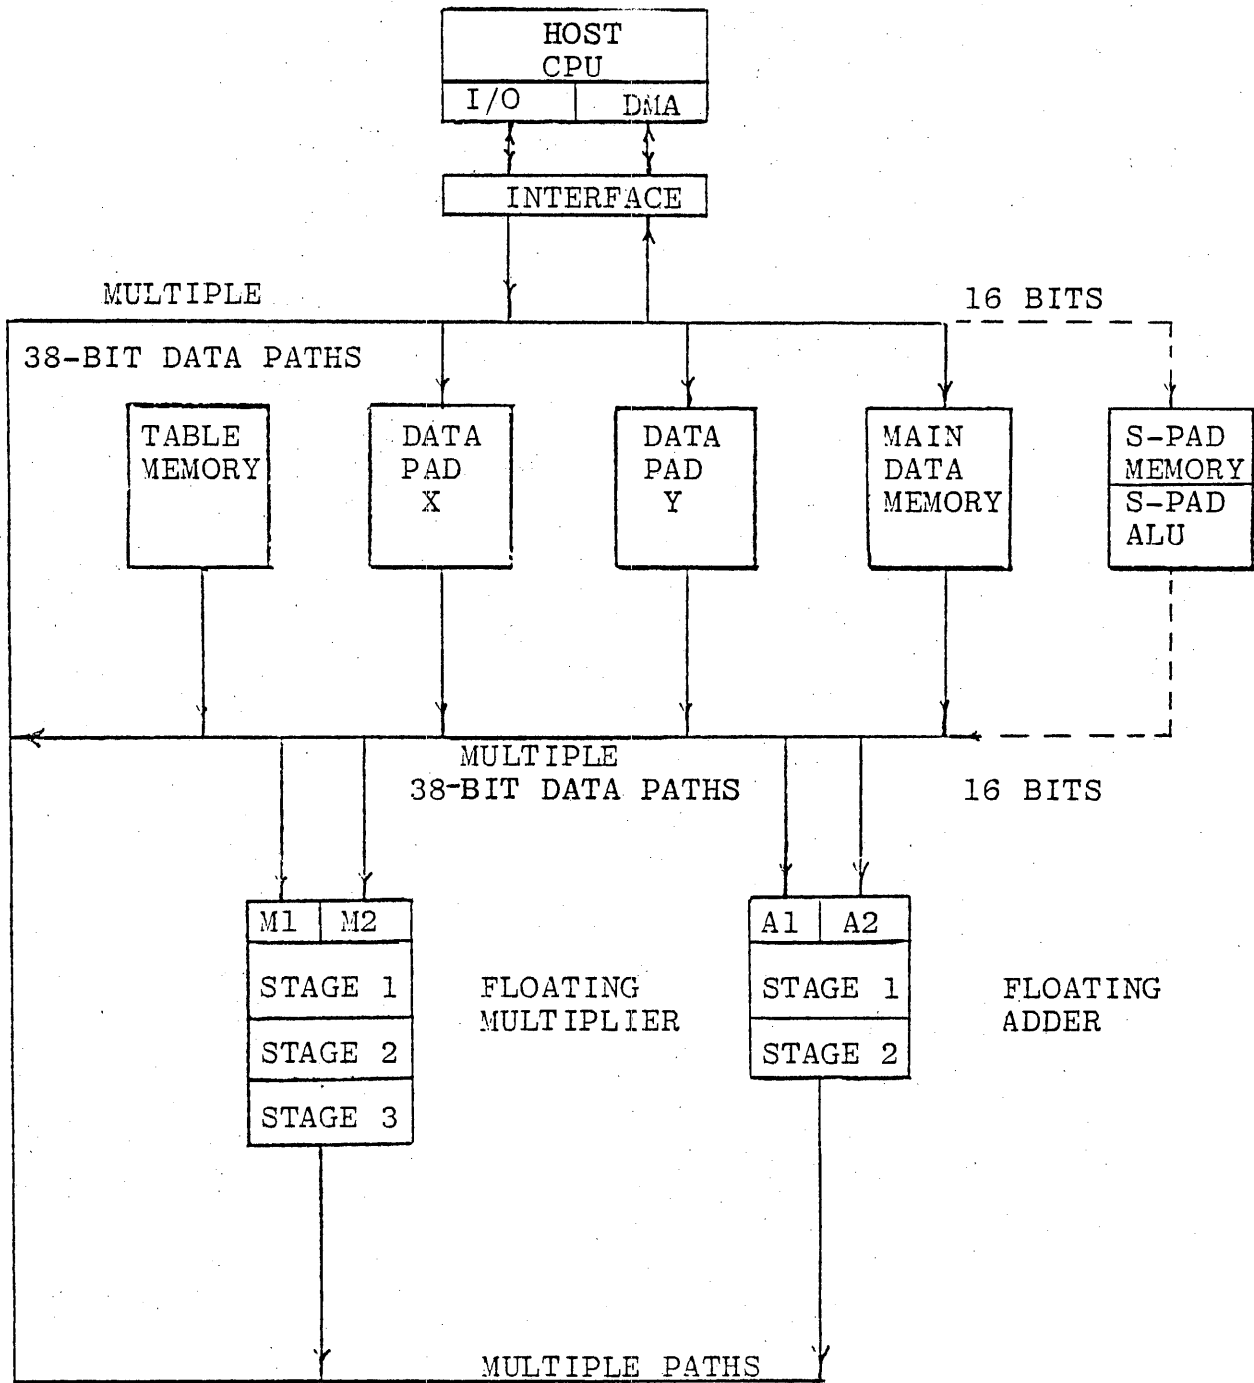 HOST
CPU
I/O
DMA
INTERFACE
MULTIPLE
16 BITS
38-BIT DATA PATHS
TABLE
MEMORY
DATA
PAD
X
DATA
PAD
Y
MAIN
DATA
MEMORY
S-PAD
MEMORY
S-PAD
ALU
MULTIPLE
38-BIT DATA PATHS
16 BITS
M1
M2
STAGE 1
STAGE 2
STAGE 3
FLOATING
MULTIPLIER
A1
A2
STAGE 1
STAGE 2
FLOATING
ADDER
MULTIPLE PATHS